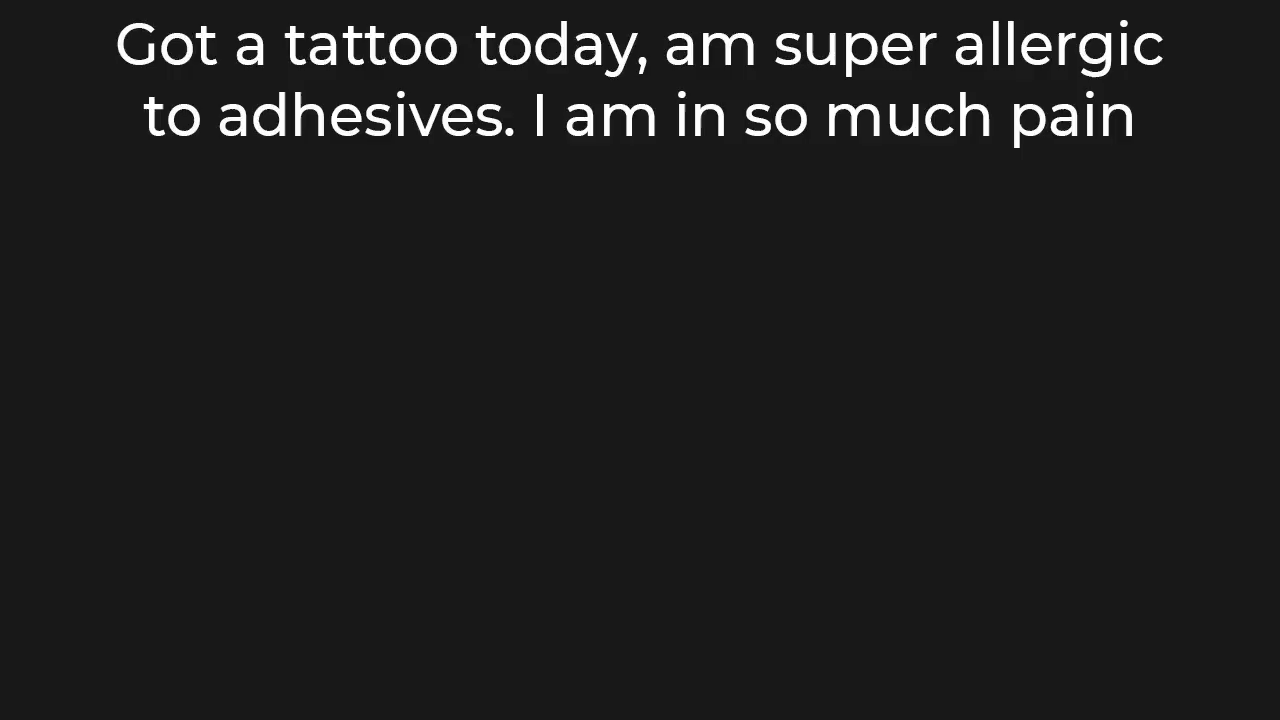 Got a tattoo today, am super allergic
to adhesives. I am in so much pain